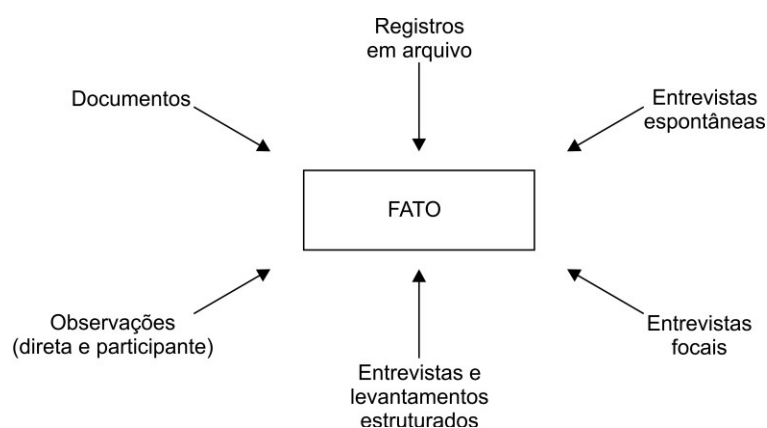 Registros
em arquivo
Documentos
Entrevistas
espontâneas
FATO
Observações
(direta e participante)
Entrevistas
focais
Entrevistas e
levantamentos
estruturados